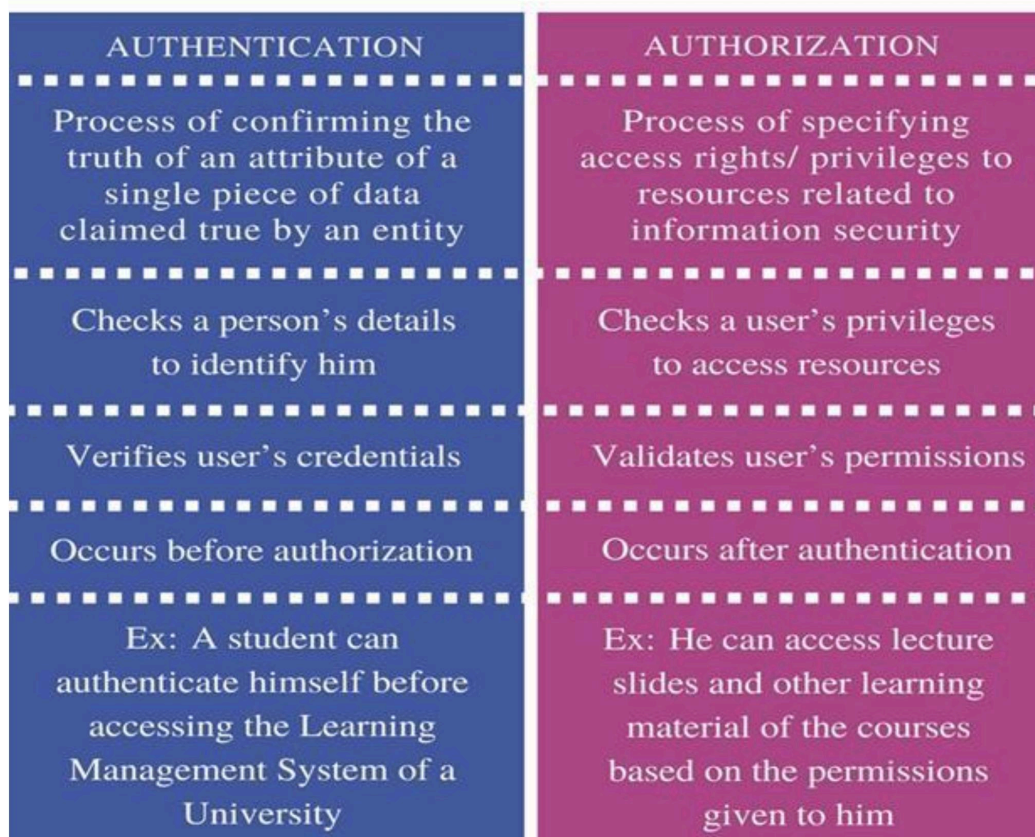 AUTHENTICATION
Process of confirming the
truth of an attribute of a
single piece of data
claimed true by an entity
Checks a person's details
to identify him
Verifies user's credentials
Occurs before authorization
Ex: A student can
authenticate himself before
accessing the Learning
Management System of a
University
AUTHORIZATION
Process of specifying
access rights/ privileges to
resources related to
information security
Checks a user's privileges
to access resources
Validates user's permissions
Occurs after authentication
Ex: He can access lecture
slides and other learning
material of the courses
based on the permissions
given to him